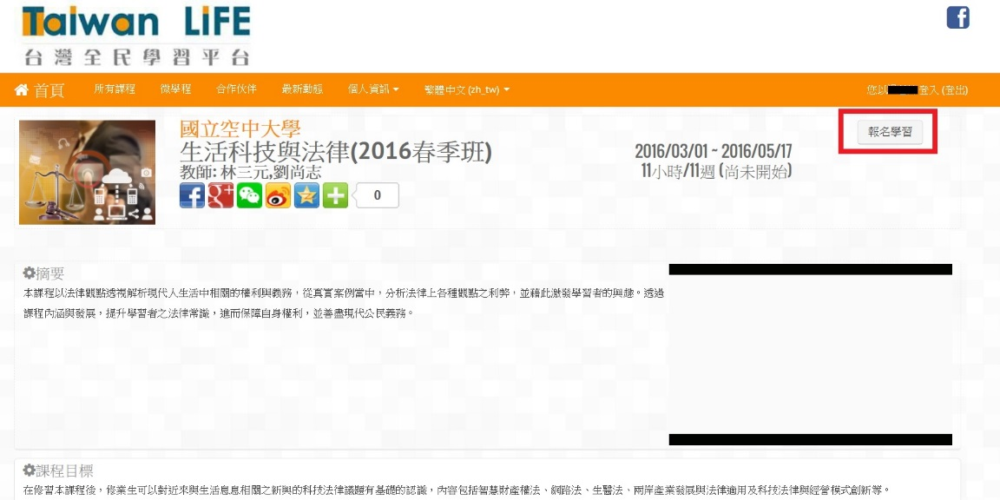 Taiwan LiFE
台灣全民學習平台
首頁 所有課程 微學程 合作伙伴 最新動態 個人資訊 繁體中文 (zh_tw) 您以 登入 (登出)
國立空中大學
報名學習
生活科技與法律(2016春季班)
2016/03/01 ~ 2016/05/17
教師: 林三元,劉尚志
11小時/11週 (尚未開始)
0
摘要
本課程以法律觀點透視解析現代人生活中相關的權利與義務，從真實案例當中，分析法律上各種觀點之利弊，並藉此激發學習者的興趣。透過
課程內涵與發展，提升學習者之法律常識，進而保障自身權利，並善盡現代公民義務。
課程目標
在修習本課程後，修業生可以對近來與生活息息相關之新興的科技法律議題有基礎的認識，內容包括智慧財產權法、網路法、生醫法、兩岸產業發展與法律適用及科技法律與經營模式創新等。